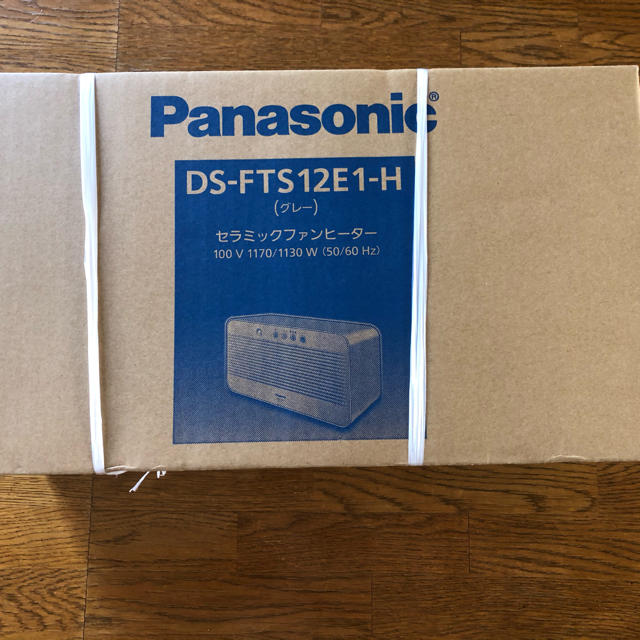 Panasonic®
DS-FTS12E1-H
(グレー)
セラミックファンヒーター
100 V 1170/1130 W (50/60 Hz)